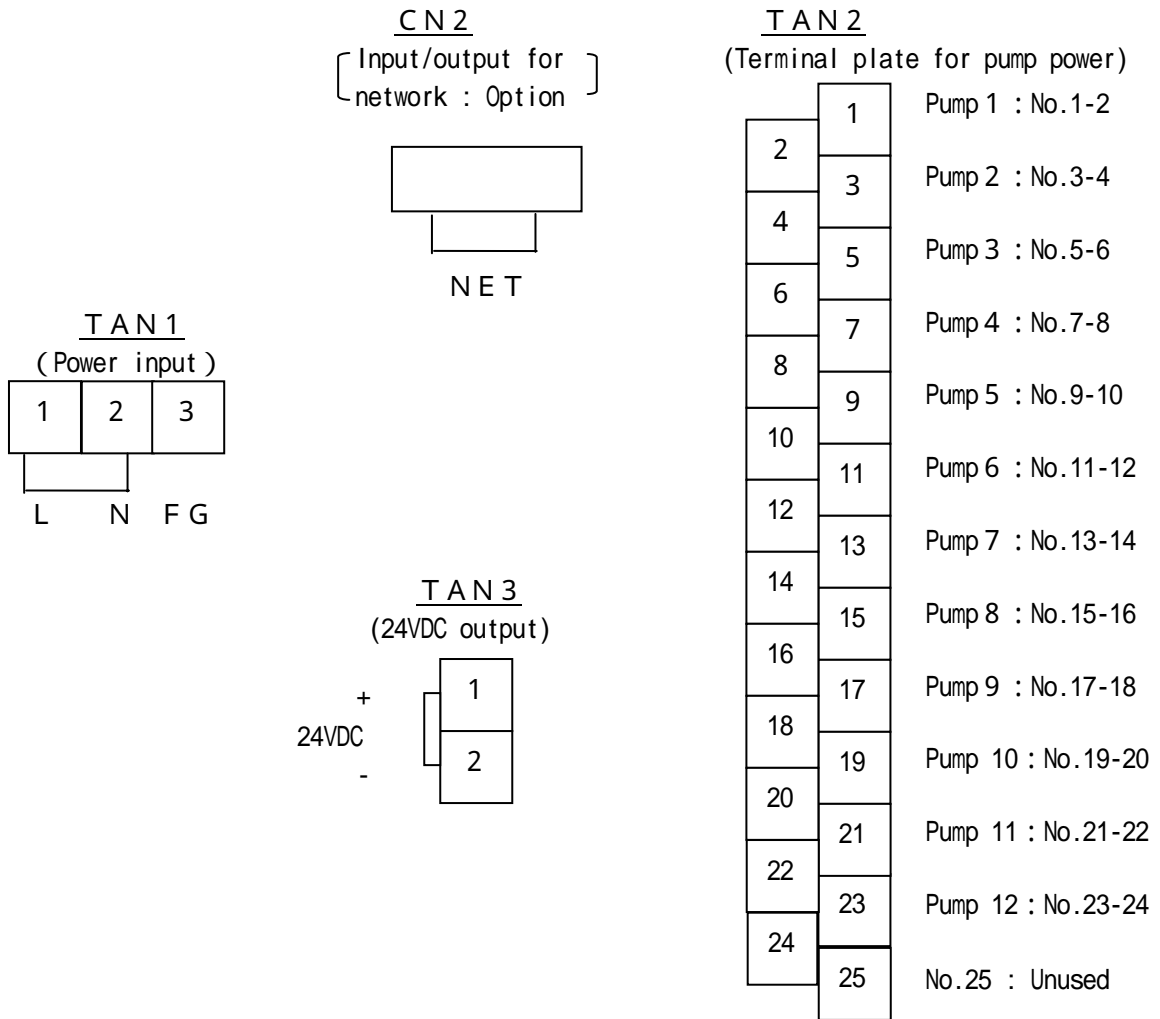 CN2
Input/output for
network : Option
NET
TAN1
(Power input)
1 2 3
L N FG
TAN3
(24VDC output)
+ 1
24VDC
- 2
TAN2
(Terminal plate for pump power)
1 Pump 1 : No.1-2
2
3 Pump 2 : No.3-4
4
5 Pump 3 : No.5-6
6
7 Pump 4 : No.7-8
8
9 Pump 5 : No.9-10
10
11 Pump 6 : No.11-12
12
13 Pump 7 : No.13-14
14
15 Pump 8 : No.15-16
16
17 Pump 9 : No.17-18
18
19 Pump 10 : No.19-20
20
21 Pump 11 : No.21-22
22
23 Pump 12 : No.23-24
24
25 No.25 : Unused